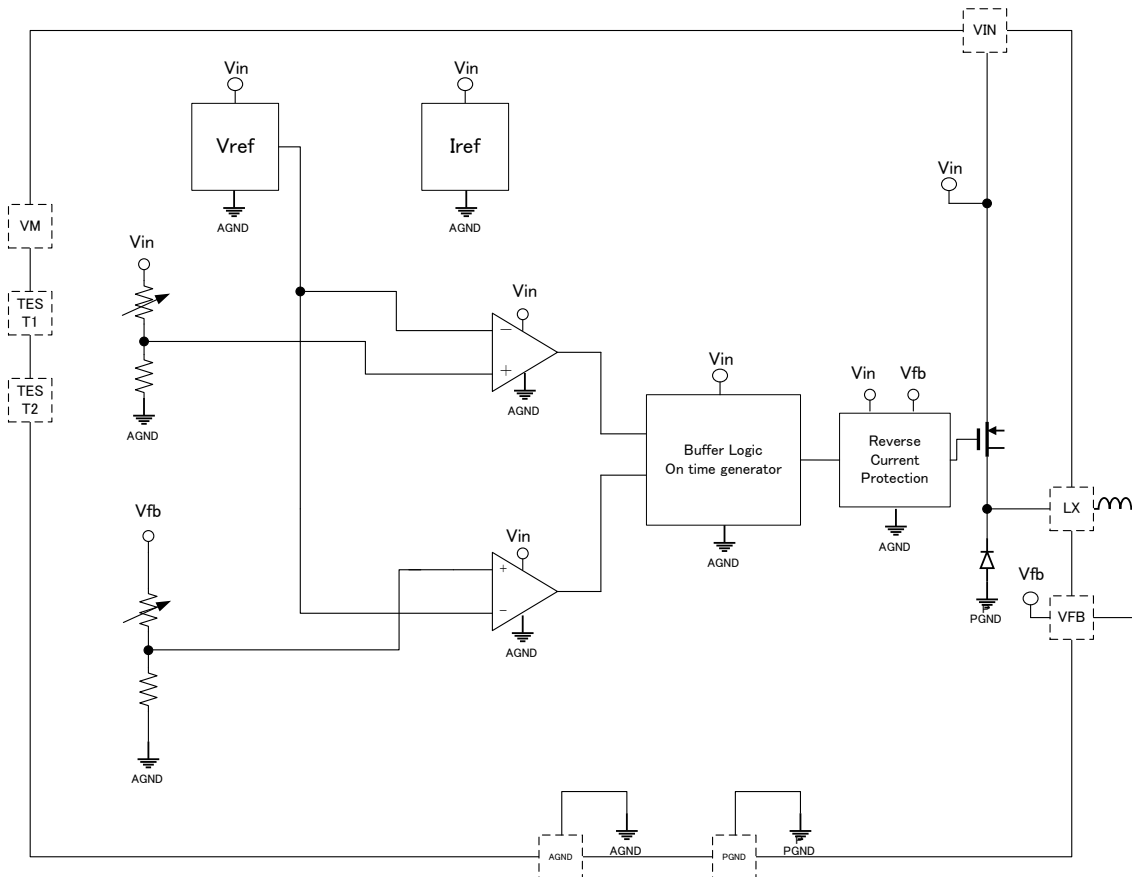 VIN
Vin
Vin
Vref
Iref
AGND
AGND
Vin
VM
Vin
TES
T1
Vin
−
+
TES
T2
AGND
AGND
Vin
Vin
Vfb
Buffer Logic
On time generator
Reverse
Current
Protection
AGND
AGND
LX
Vfb
Vin
+
−
AGND
Vfb
P
PGND
VFB
AGND
AGND
AGND
PGND
P
PGND